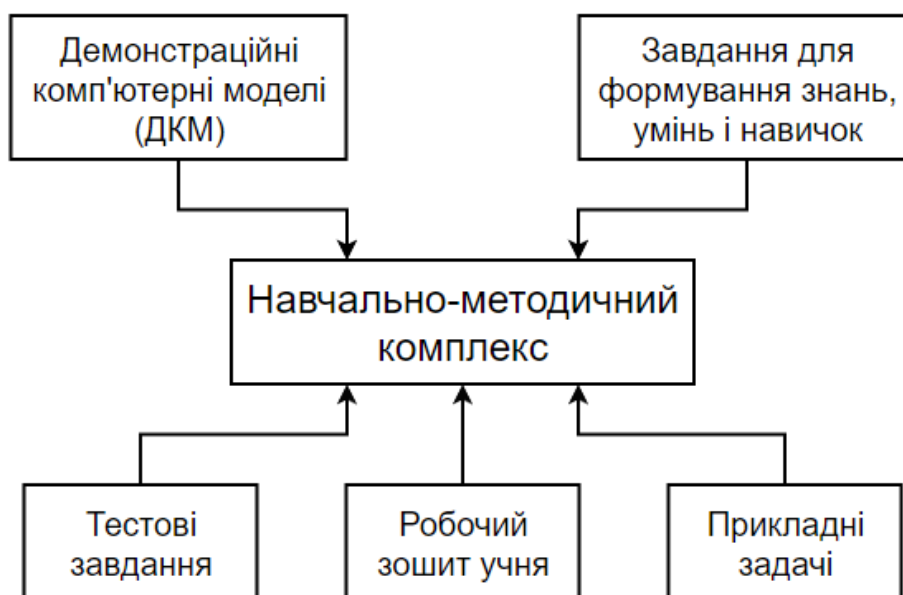 Демонстраційні
комп'ютерні моделі
(ДКМ)
Завдання для
формування знань,
умінь і навичок
Навчально-методичний
комплекс
Тестові
завдання
Робочий
зошит учня
Прикладні
задачі